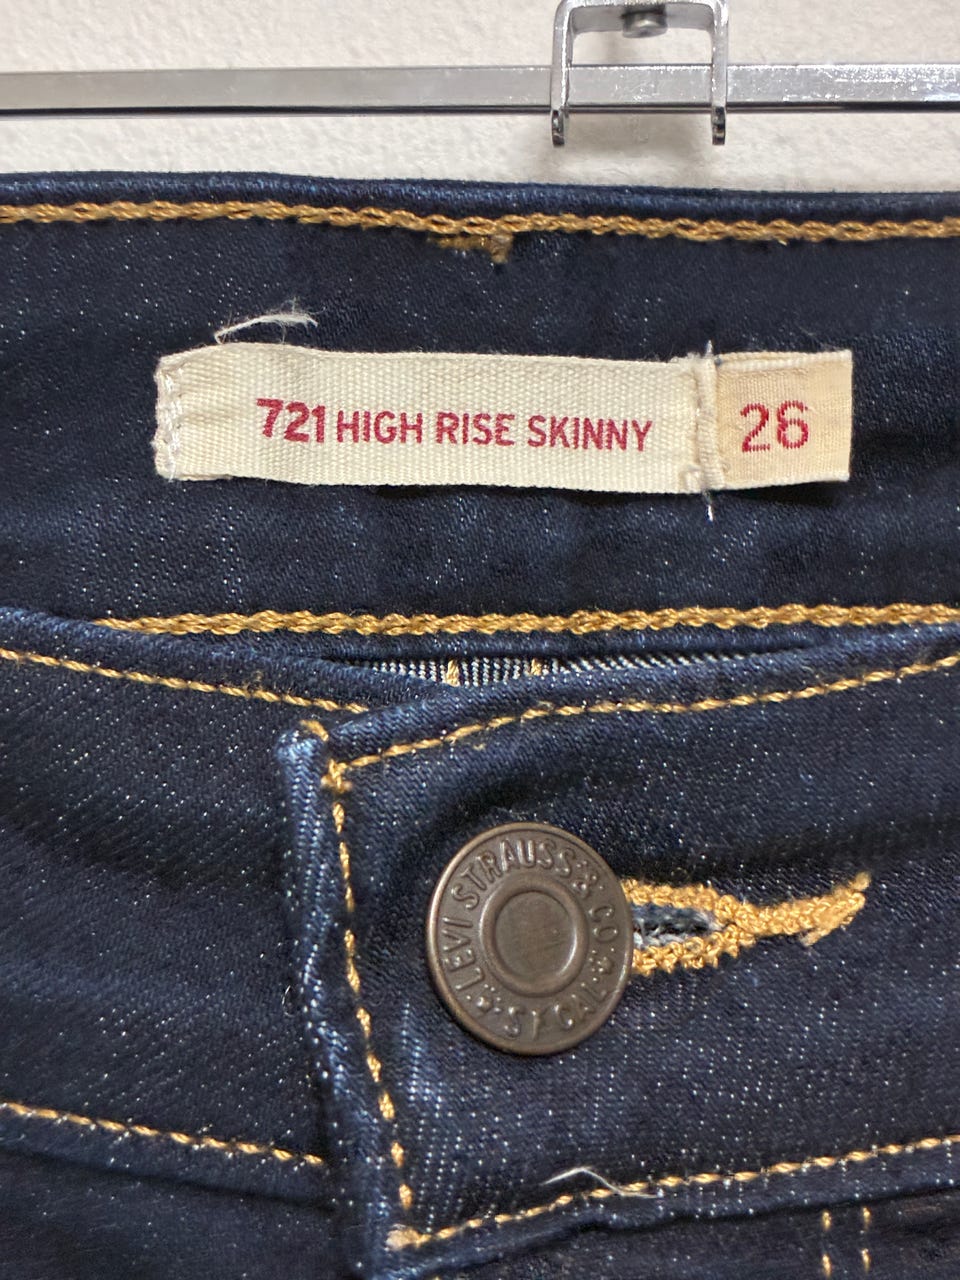 721 HIGH RISE SKINNY 26
LEVI STRAUSS & CO. S.F. CAL.